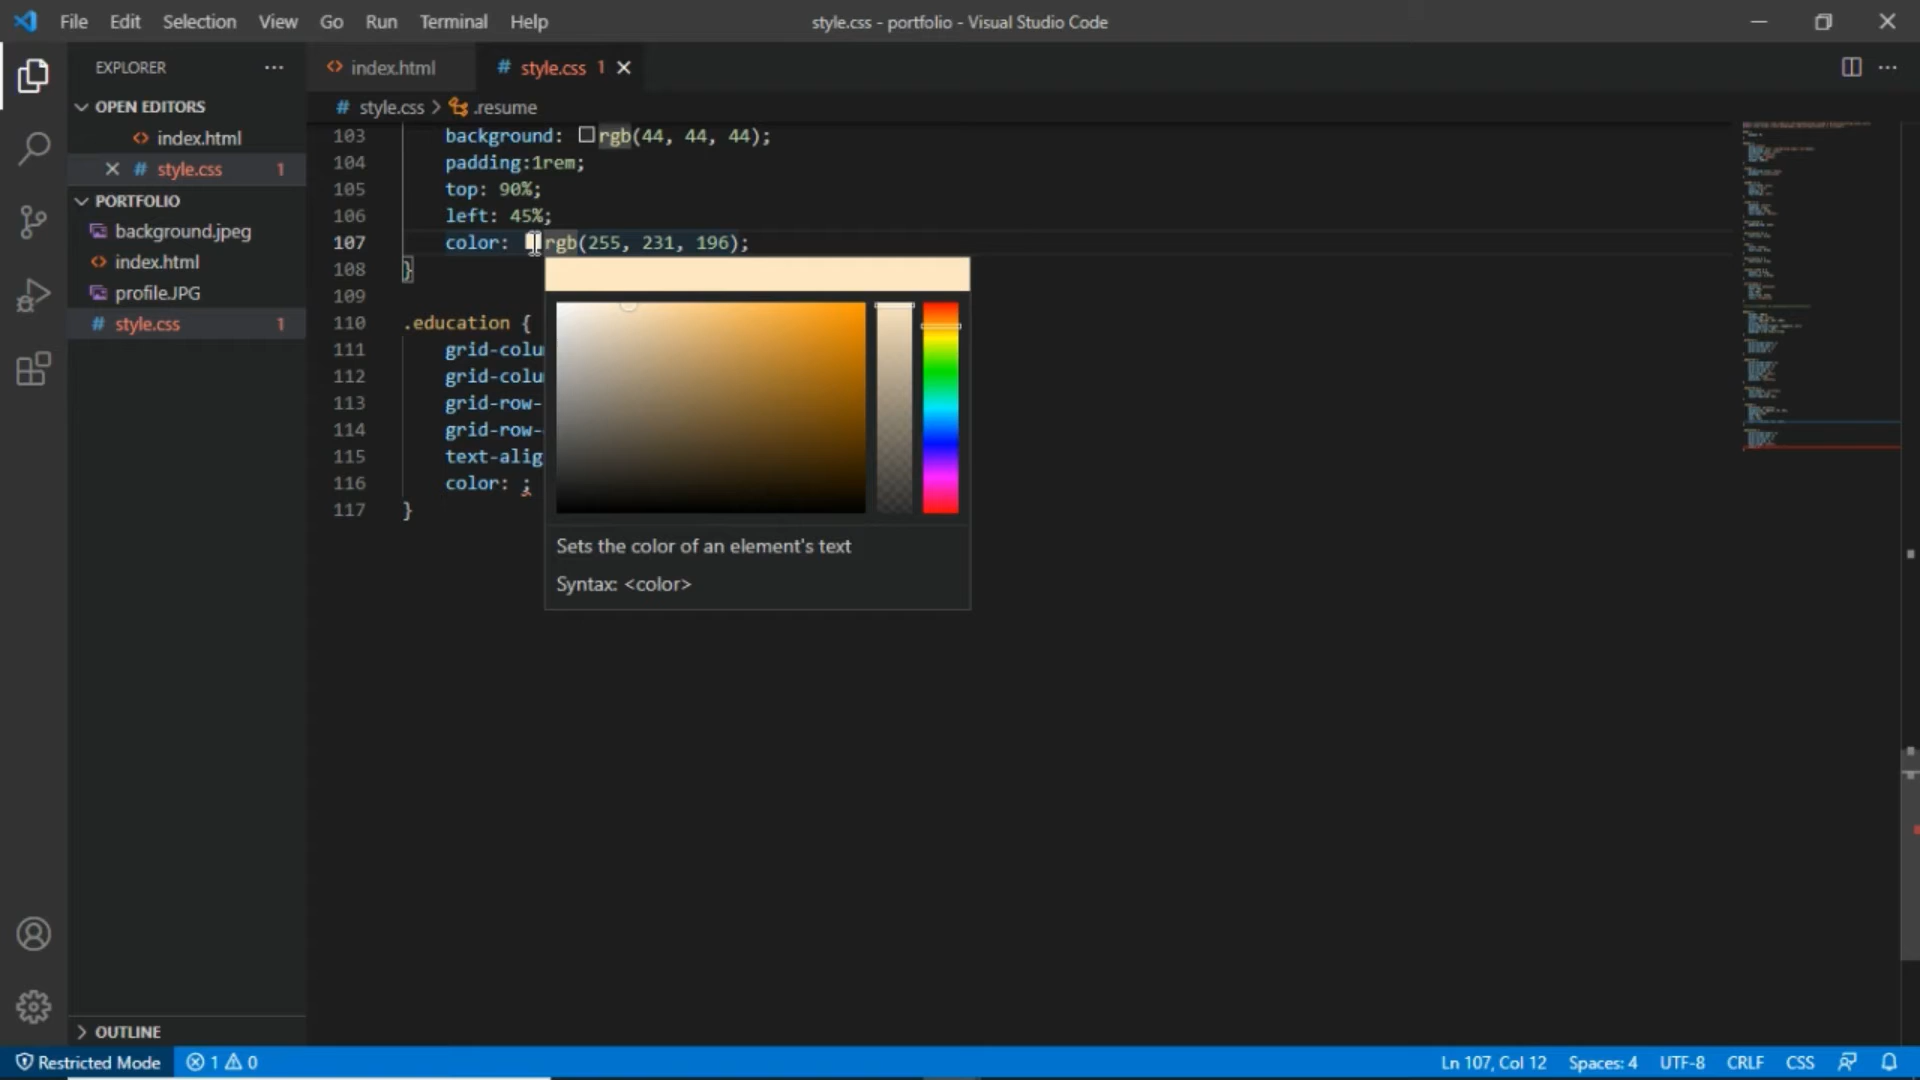 File Edit Selection View Go Run Terminal Help
style.css - portfolio - Visual Studio Code
EXPLORER
index.html
# style.css 1
OPEN EDITORS
index.html
# style.css 1
PORTFOLIO
background.jpeg
index.html
profile.JPG
# style.css 1
OUTLINE
# style.css > .resume
103 background: rgb(44, 44, 44);
104 padding:1rem;
105 top: 90%;
106 left: 45%;
107 color: rgb(255, 231, 196);
108 }
109
110 .education {
111 grid-colu
112 grid-colu
113 grid-row-
114 grid-row-
115 text-alig
116 color: ;
117 }
Sets the color of an element's text
Syntax: <color>
Restricted Mode 1 0
Ln 107, Col 12 Spaces: 4 UTF-8 CRLF CSS